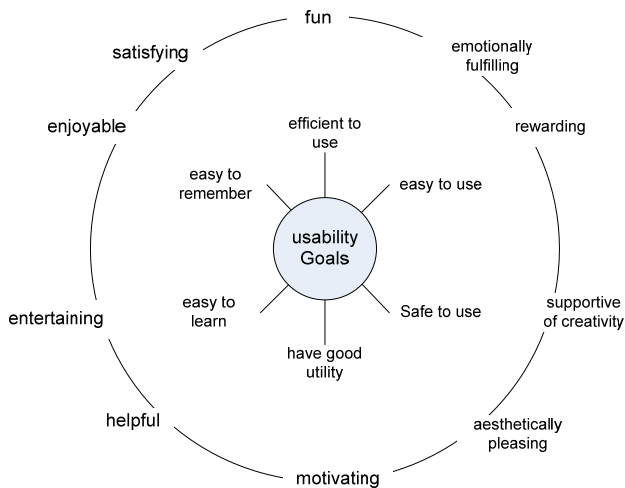 fun
satisfying
emotionally
fulfilling
enjoyable
rewarding
efficient to
use
easy to
remember
easy to use
usability
Goals
easy to
learn
Safe to use
have good
utility
entertaining
supportive
of creativity
helpful
aesthetically
pleasing
motivating